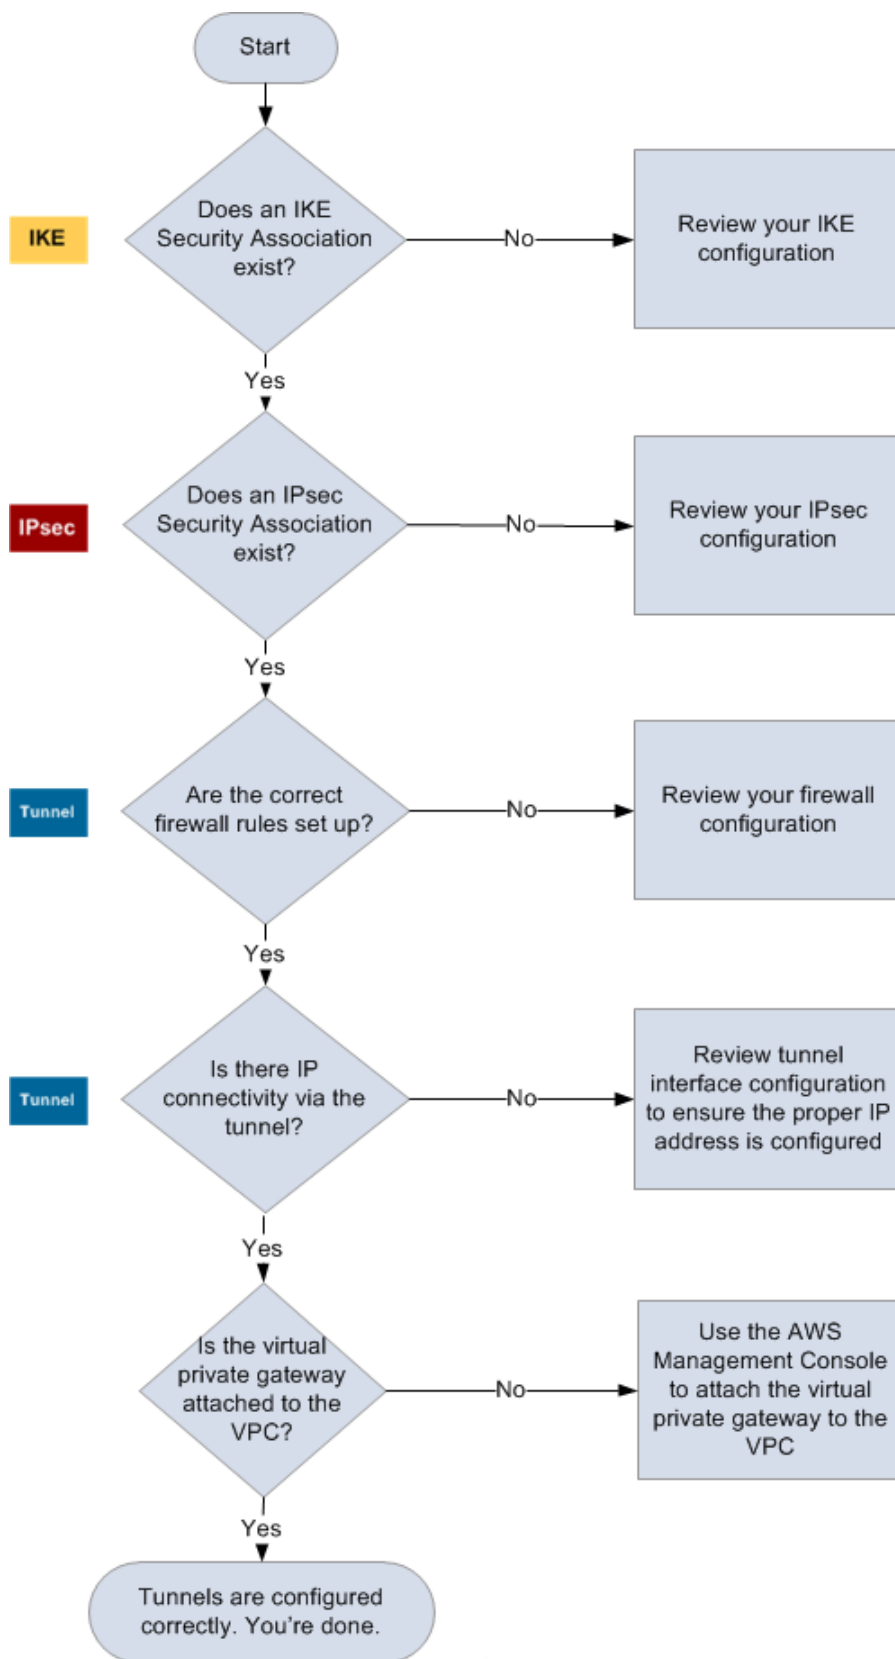 Start
IKE
Does an IKE
Security Association
exist?
No
Review your IKE
configuration
Yes
IPsec
Does an IPsec
Security Association
exist?
No
Review your IPsec
configuration
Yes
Tunnel
Are the correct
firewall rules set up?
No
Review your firewall
configuration
Yes
Tunnel
Is there IP
connectivity via the
tunnel?
No
Review tunnel
interface configuration
to ensure the proper IP
address is configured
Yes
Is the virtual
private gateway
attached to the
VPC?
No
Use the AWS
Management Console
to attach the virtual
private gateway to the
VPC
Yes
Tunnels are configured
correctly. You're done.